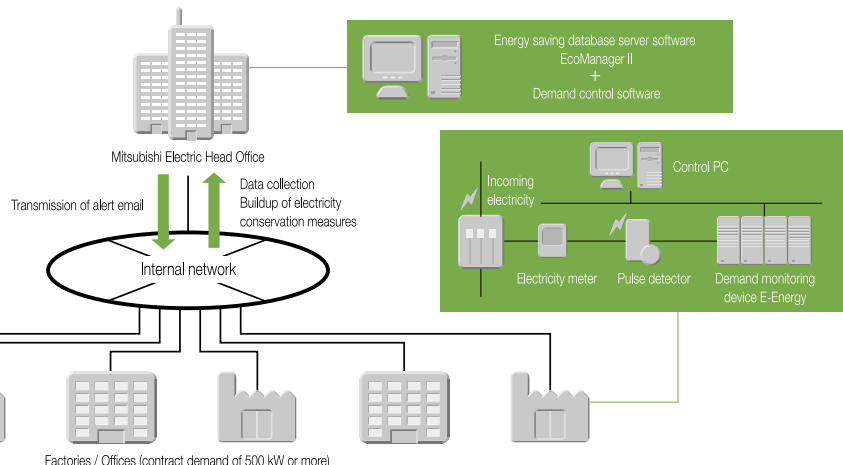 Energy saving database server software
EcoManager II
+
Demand control software
Mitsubishi Electric Head Office
Transmission of alert email
Data collection
Buildup of electricity
conservation measures
Internal network
Control PC
Incoming
electricity
Electricity meter
Pulse detector
Demand monitoring
device E-Energy
Factories / Offices (contract demand of 500 kW or more)